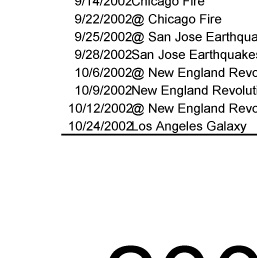 9/14/2002Chicago Fire
9/22/2002@ Chicago Fire
9/25/2002@ San Jose Earthqua
9/28/2002San Jose Earthquake
10/6/2002@ New England Revo
10/9/2002New England Revolut
10/12/2002@ New England Revo
10/24/2002Los Angeles Galaxy